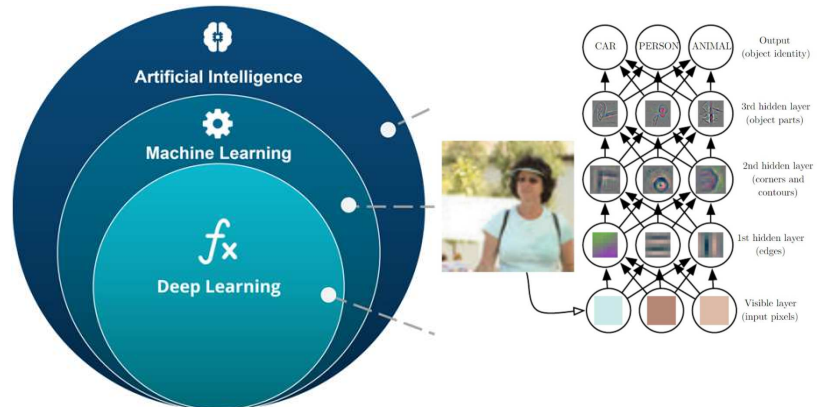 Artificial Intelligence
Machine Learning
fx
Deep Learning
CAR PERSON ANIMAL
Output
(object identity)
3rd hidden layer
(object parts)
2nd hidden layer
(corners and
contours)
1st hidden layer
(edges)
Visible layer
(input pixels)